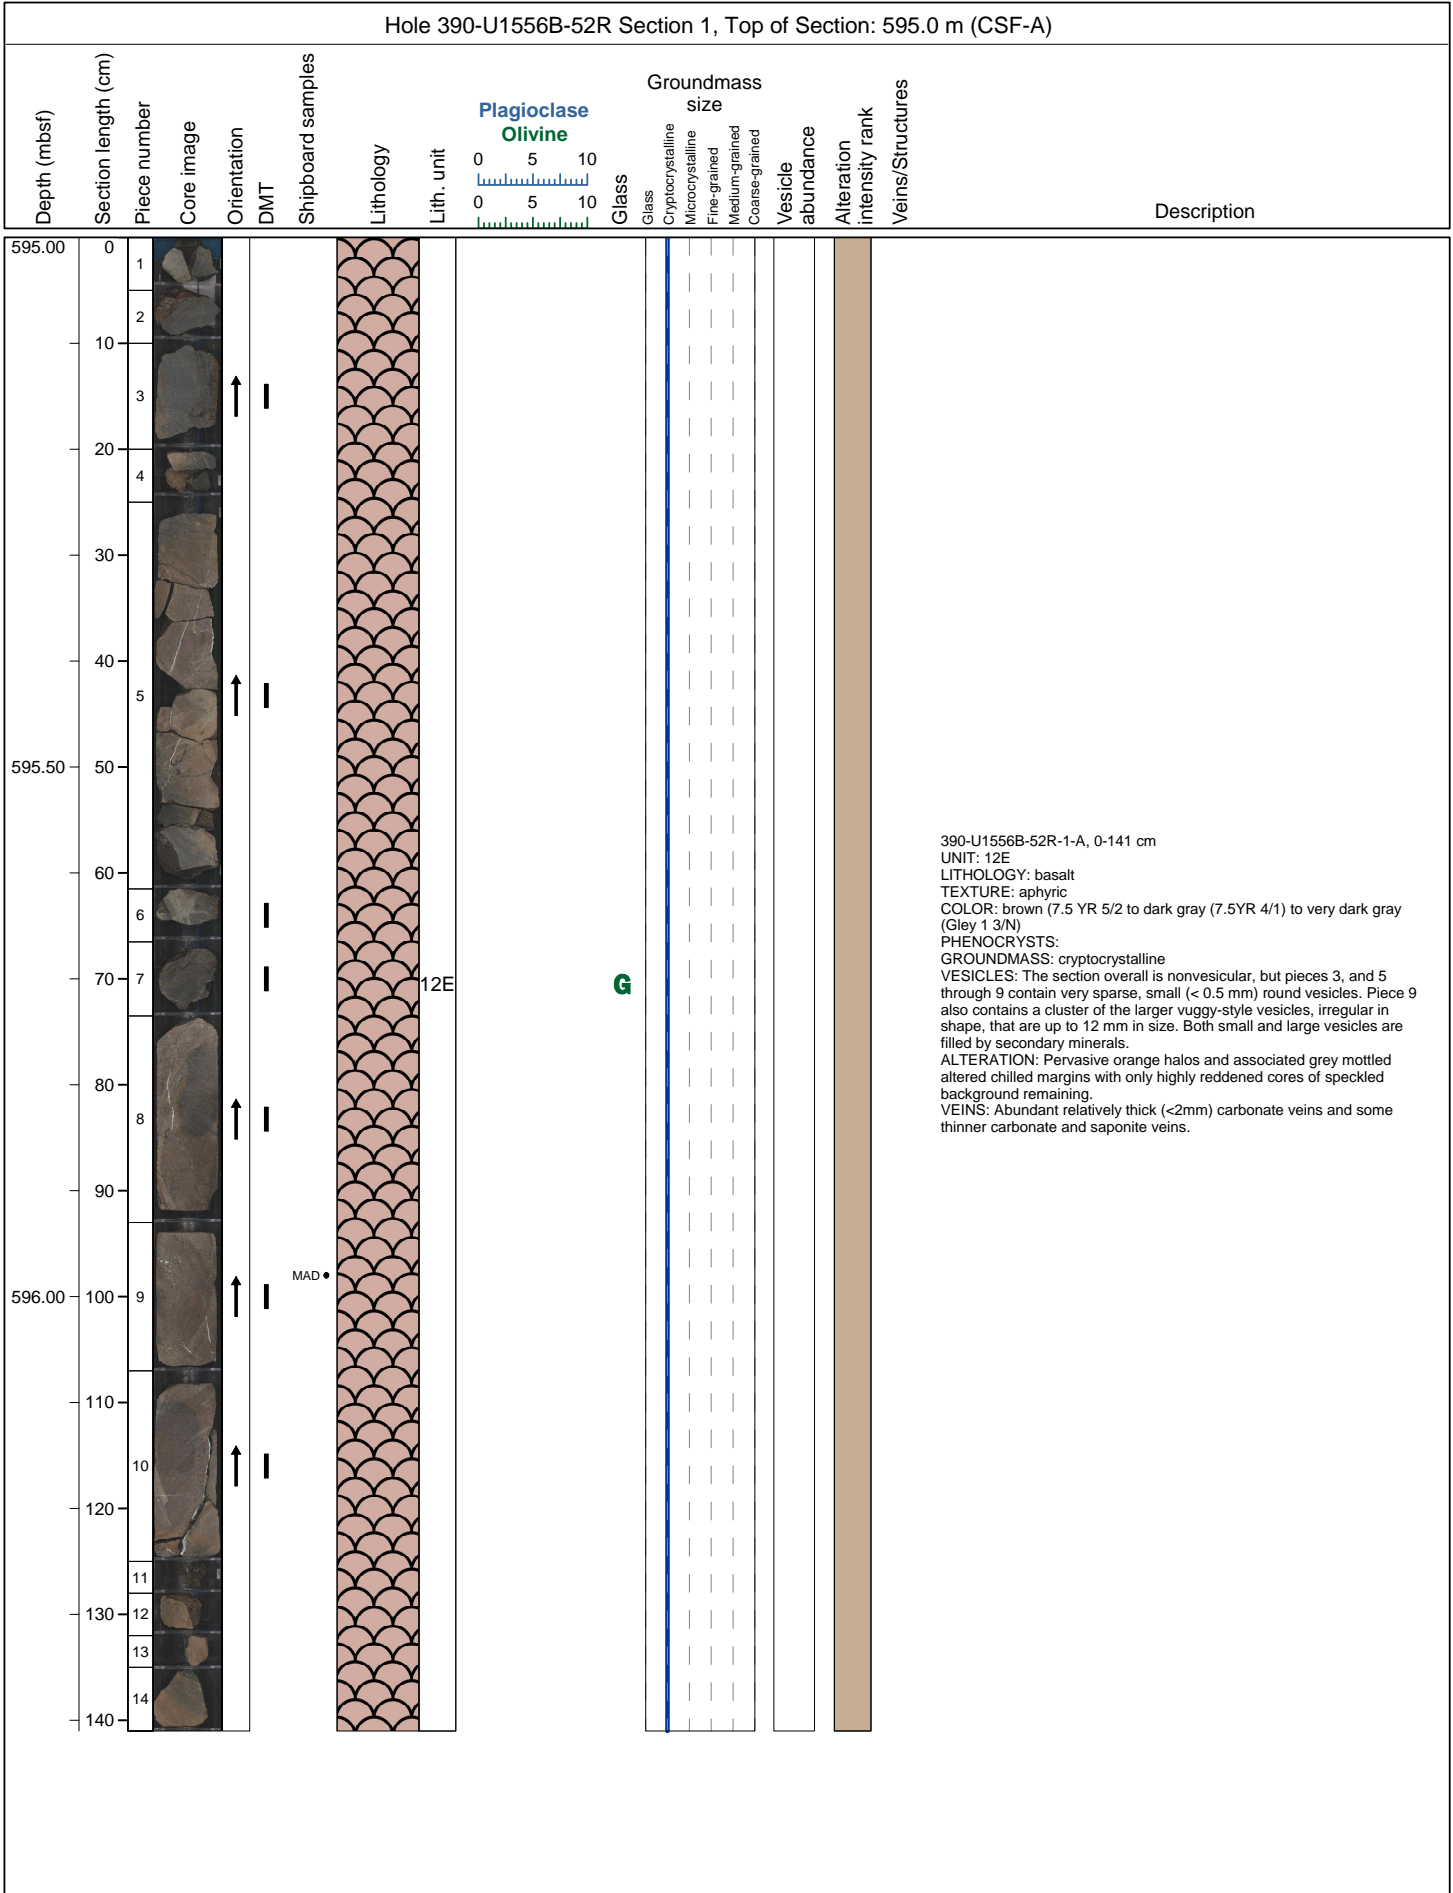 Hole 390-U1556B-52R Section 1, Top of Section: 595.0 m (CSF-A)
Depth (mbsf)
Section length (cm)
Piece number
Core image
Orientation
DMT
Shipboard samples
Lithology
Lith. unit
Plagioclase
Olivine
0 5 10
0 5 10
Glass
Groundmass
size
Glass
Cryptocrystalline
Microcrystalline
Fine-grained
Medium-grained
Coarse-grained
Vesicle
abundance
Alteration
intensity rank
Veins/Structures
Description
595.00
595.50
596.00
0
10
20
30
40
50
60
70
80
90
100
110
120
130
140
1
2
3
4
5
6
7
8
9
10
11
12
13
14
MAD
12E
G
390-U1556B-52R-1-A, 0-141 cm
UNIT: 12E
LITHOLOGY: basalt
TEXTURE: aphyric
COLOR: brown (7.5 YR 5/2 to dark gray (7.5YR 4/1) to very dark gray
(Gley 1 3/N)
PHENOCRYSTS:
GROUNDMASS: cryptocrystalline
VESICLES: The section overall is nonvesicular, but pieces 3, and 5
through 9 contain very sparse, small (< 0.5 mm) round vesicles. Piece 9
also contains a cluster of the larger vuggy-style vesicles, irregular in
shape, that are up to 12 mm in size. Both small and large vesicles are
filled by secondary minerals.
ALTERATION: Pervasive orange halos and associated grey mottled
altered chilled margins with only highly reddened cores of speckled
background remaining.
VEINS: Abundant relatively thick (<2mm) carbonate veins and some
thinner carbonate and saponite veins.